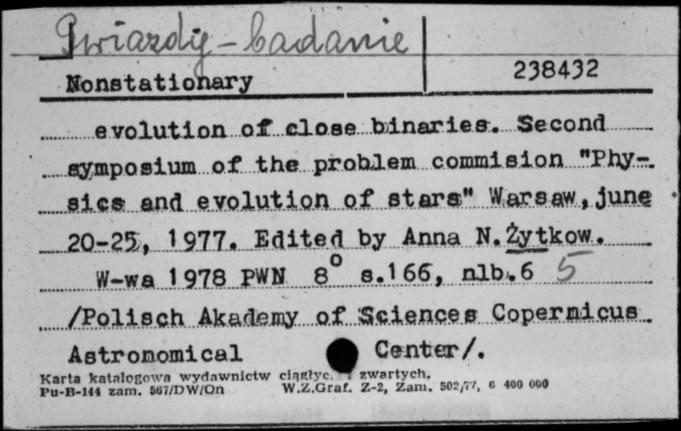 Gwiazdy - badanie
Nonstationary 238432
evolution of close binaries. Second
symposium of the problem commision "Phy-
sics and evolution of stars" Warsaw, june
20-25, 1977. Edited by Anna N. Żytkow.
W-wa 1978 PWN 8° s.166, nlb.6 5
/Polisch Akademy of Sciences Copernicus
Astronomical Center/.
Karta katalogowa wydawnictw ciągłyc. i zwartych.
Pu-B-144 zam. 567/DW/On W.Z.Graf. Z-2, Zam. 502/77, 6 400 000